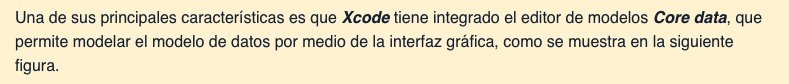 Una de sus principales características es que Xcode tiene integrado el editor de modelos Core data, que
permite modelar el modelo de datos por medio de la interfaz gráfica, como se muestra en la siguiente
figura.